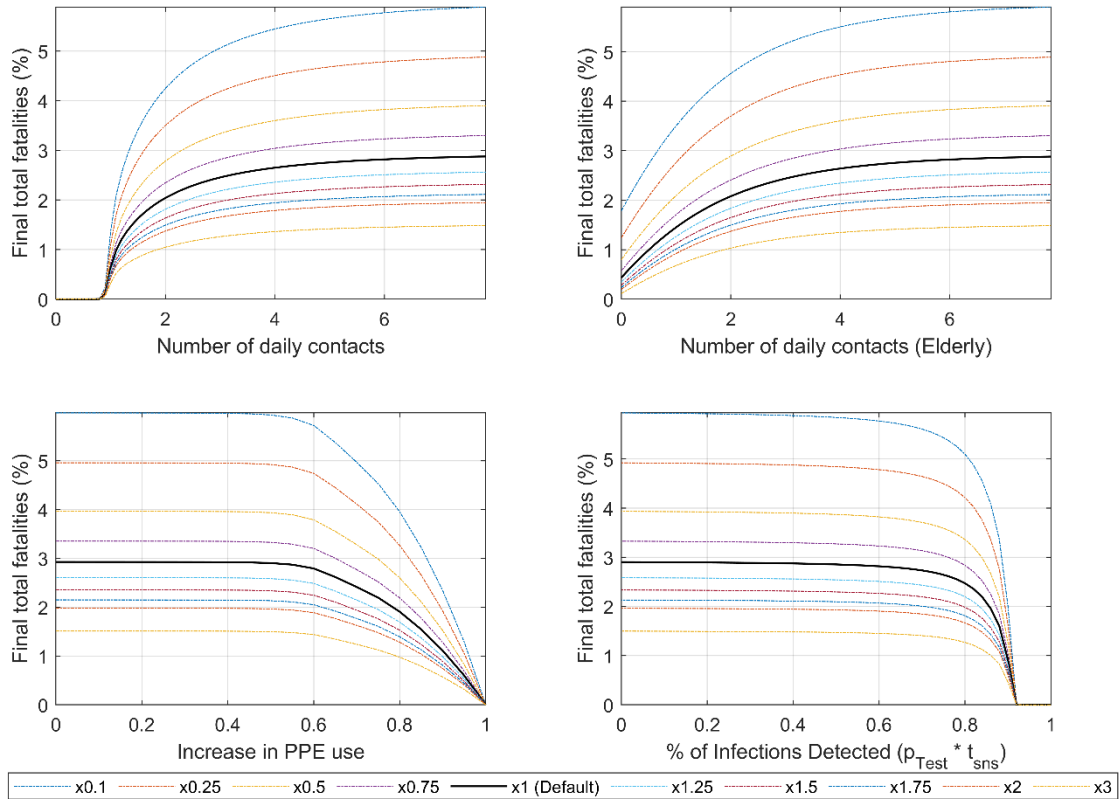 Final total fatalities (%)
5
4
3
2
1
0
0 2 4 6
Number of daily contacts
Final total fatalities (%)
5
4
3
2
1
0
0 2 4 6
Number of daily contacts (Elderly)
Final total fatalities (%)
5
4
3
2
1
0
0 0.2 0.4 0.6 0.8 1
Increase in PPE use
Final total fatalities (%)
5
4
3
2
1
0
0 0.2 0.4 0.6 0.8 1
% of Infections Detected (p_Test * t_sns)
x0.1 x0.25 x0.5 x0.75 x1 (Default) x1.25 x1.5 x1.75 x2 x3